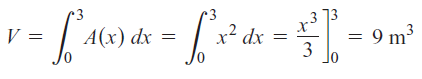 V = ∫₀³ A(x) dx = ∫₀³ x² dx = x³/3 ]₀³ = 9 m³